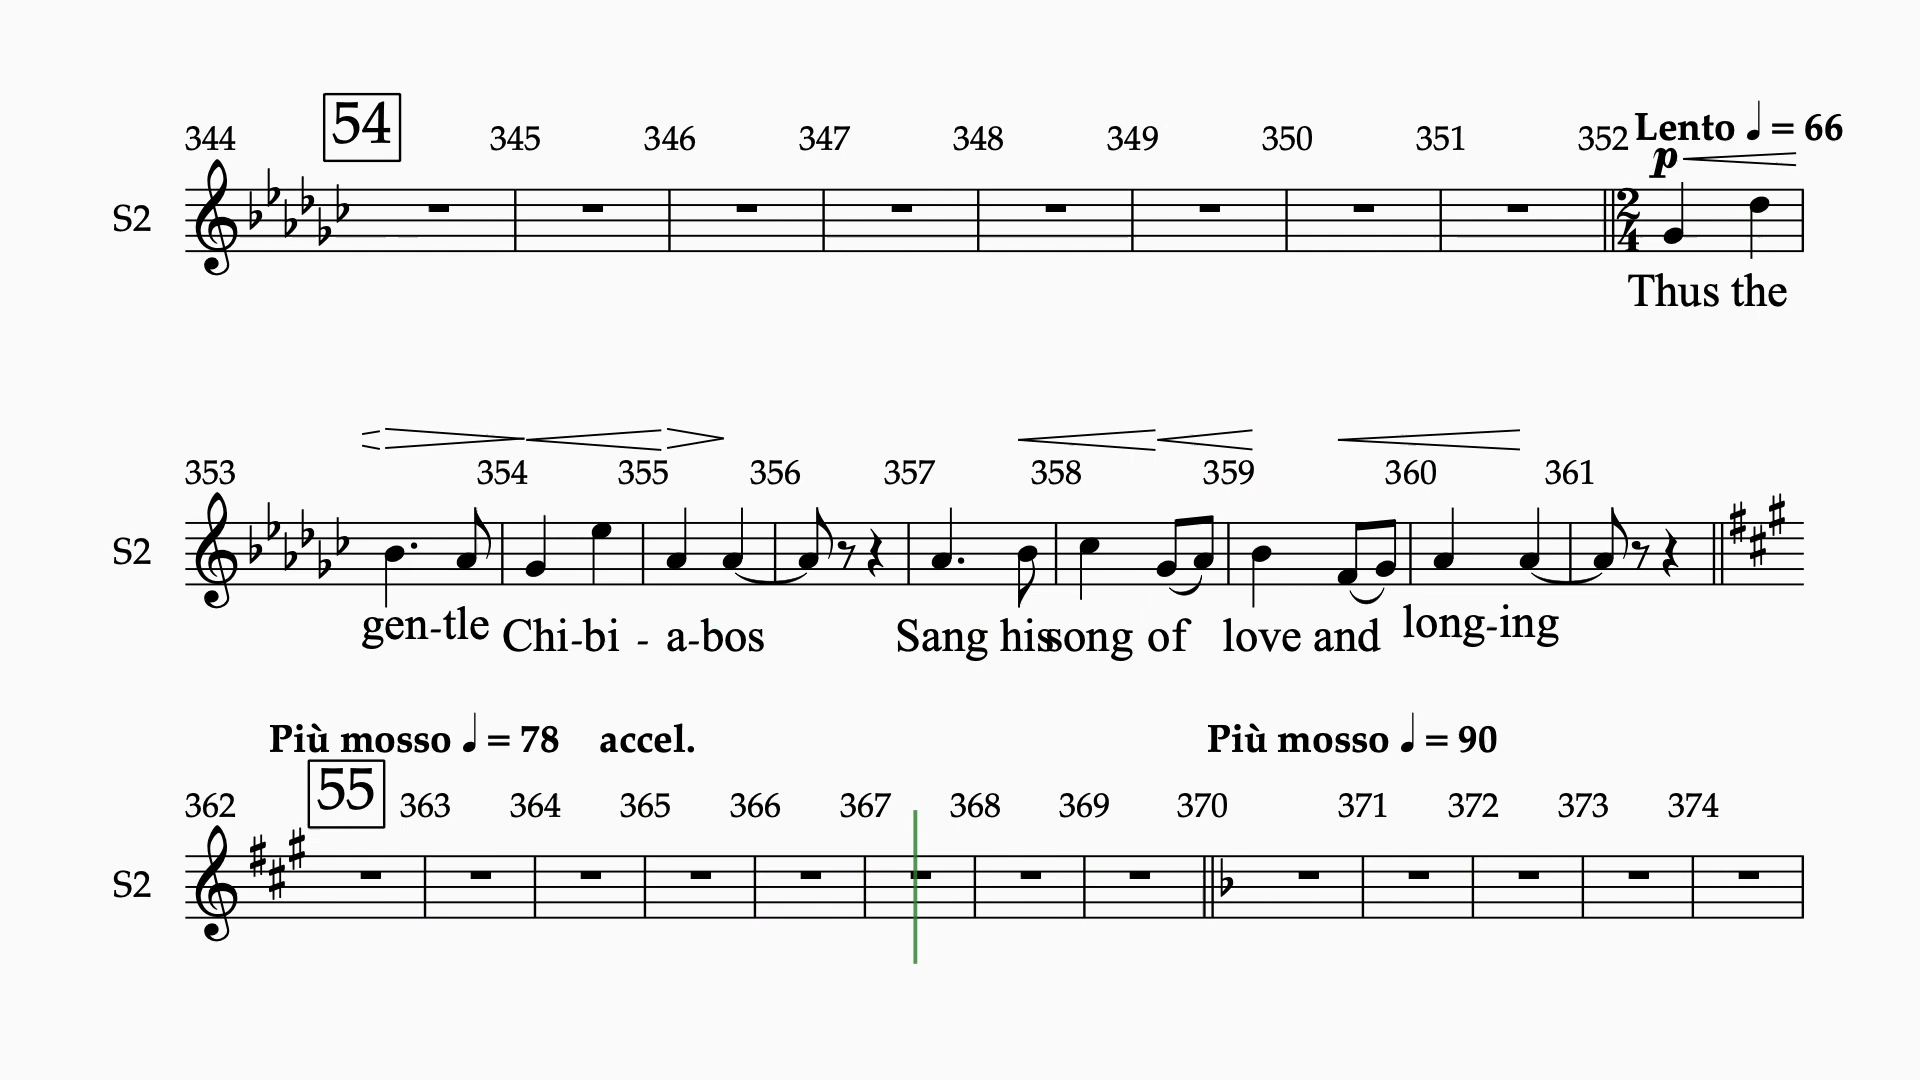 344 54 345 346 347 348 349 350 351 352 Lento ♩ = 66
p
S2 2/4
Thus the
353 354 355 356 357 358 359 360 361
S2
gen-tle Chi-bi - a-bos Sang his song of love and long-ing
Più mosso ♩ = 78 accel. Più mosso ♩ = 90
362 55 363 364 365 366 367 368 369 370 371 372 373 374
S2